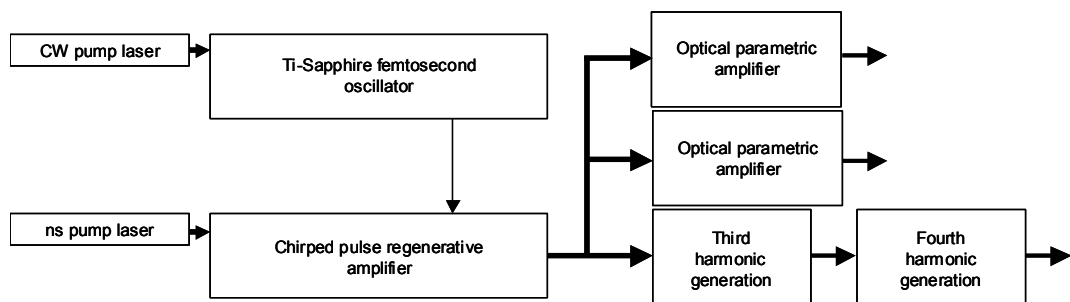 CW pump laser
Ti-Sapphire femtosecond
oscillator
Optical parametric
amplifier
Optical parametric
amplifier
ns pump laser
Chirped pulse regenerative
amplifier
Third
harmonic
generation
Fourth
harmonic
generation